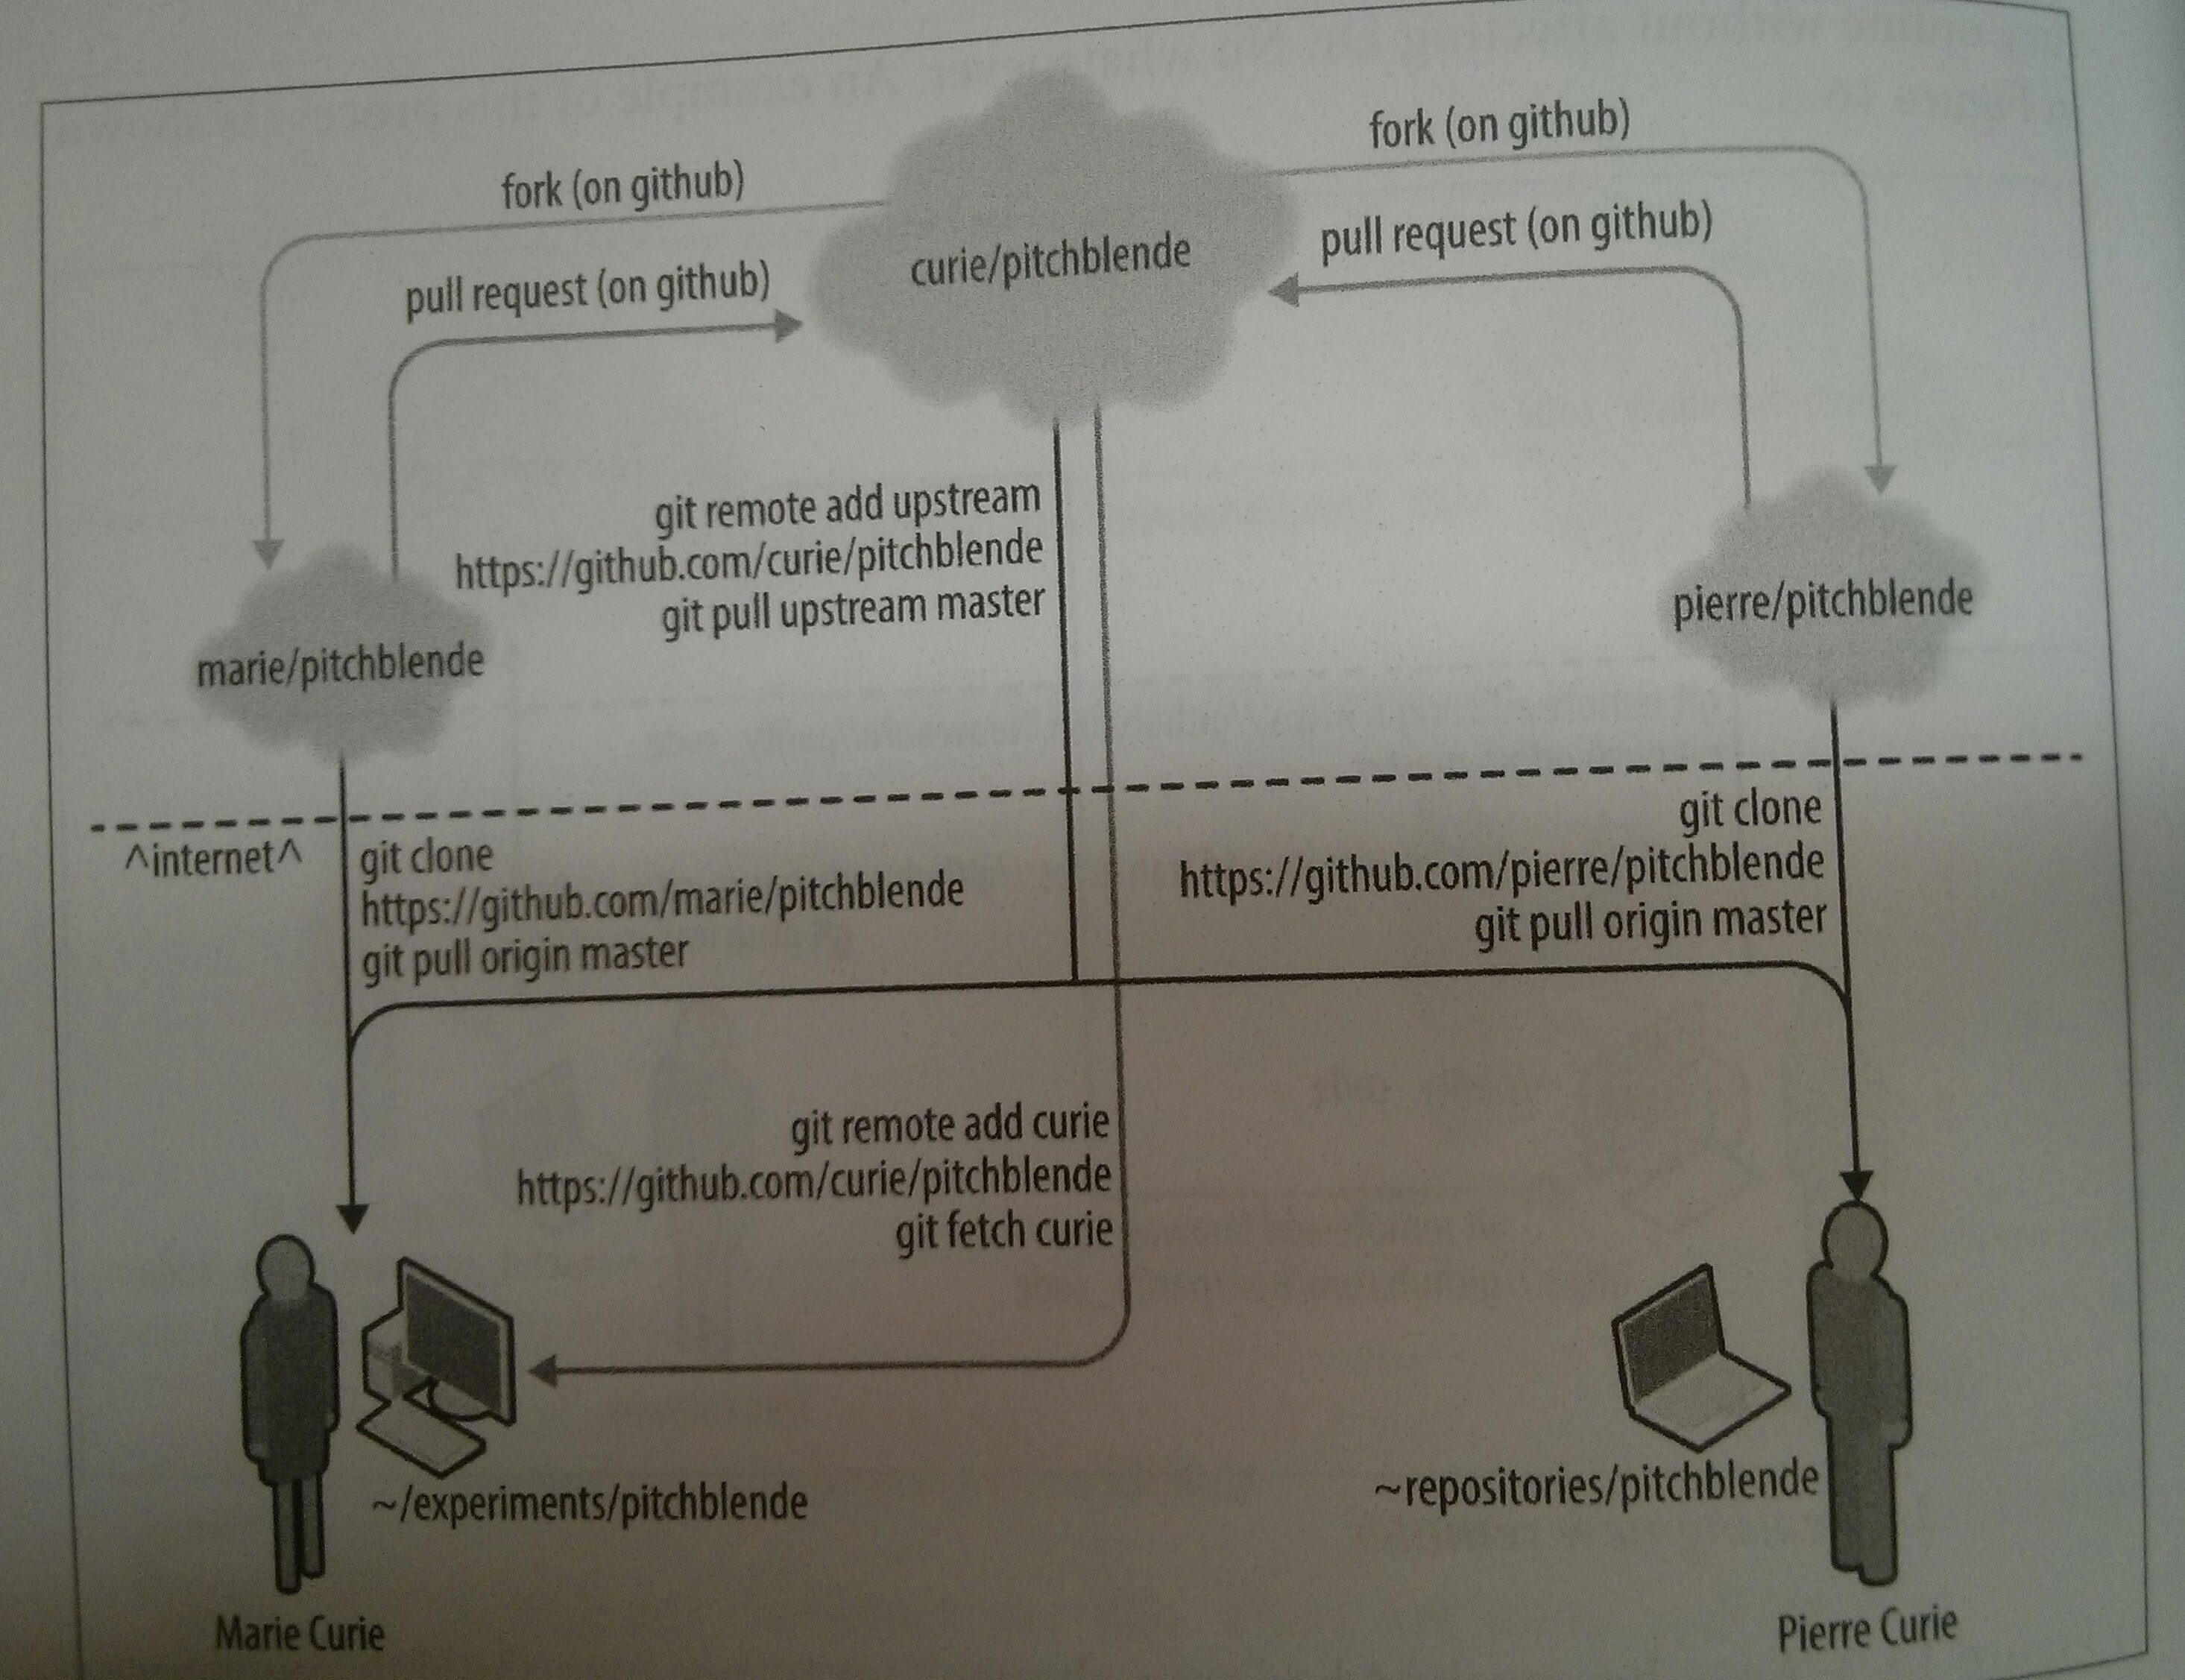 fork (on github)
fork (on github)
pull request (on github)
pull request (on github)
curie/pitchblende
git remote add upstream
https://github.com/curie/pitchblende
git pull upstream master
marie/pitchblende
pierre/pitchblende
^internet^
git clone
https://github.com/marie/pitchblende
git pull origin master
git clone
https://github.com/pierre/pitchblende
git pull origin master
git remote add curie
https://github.com/curie/pitchblende
git fetch curie
~/experiments/pitchblende
~repositories/pitchblende
Marie Curie
Pierre Curie